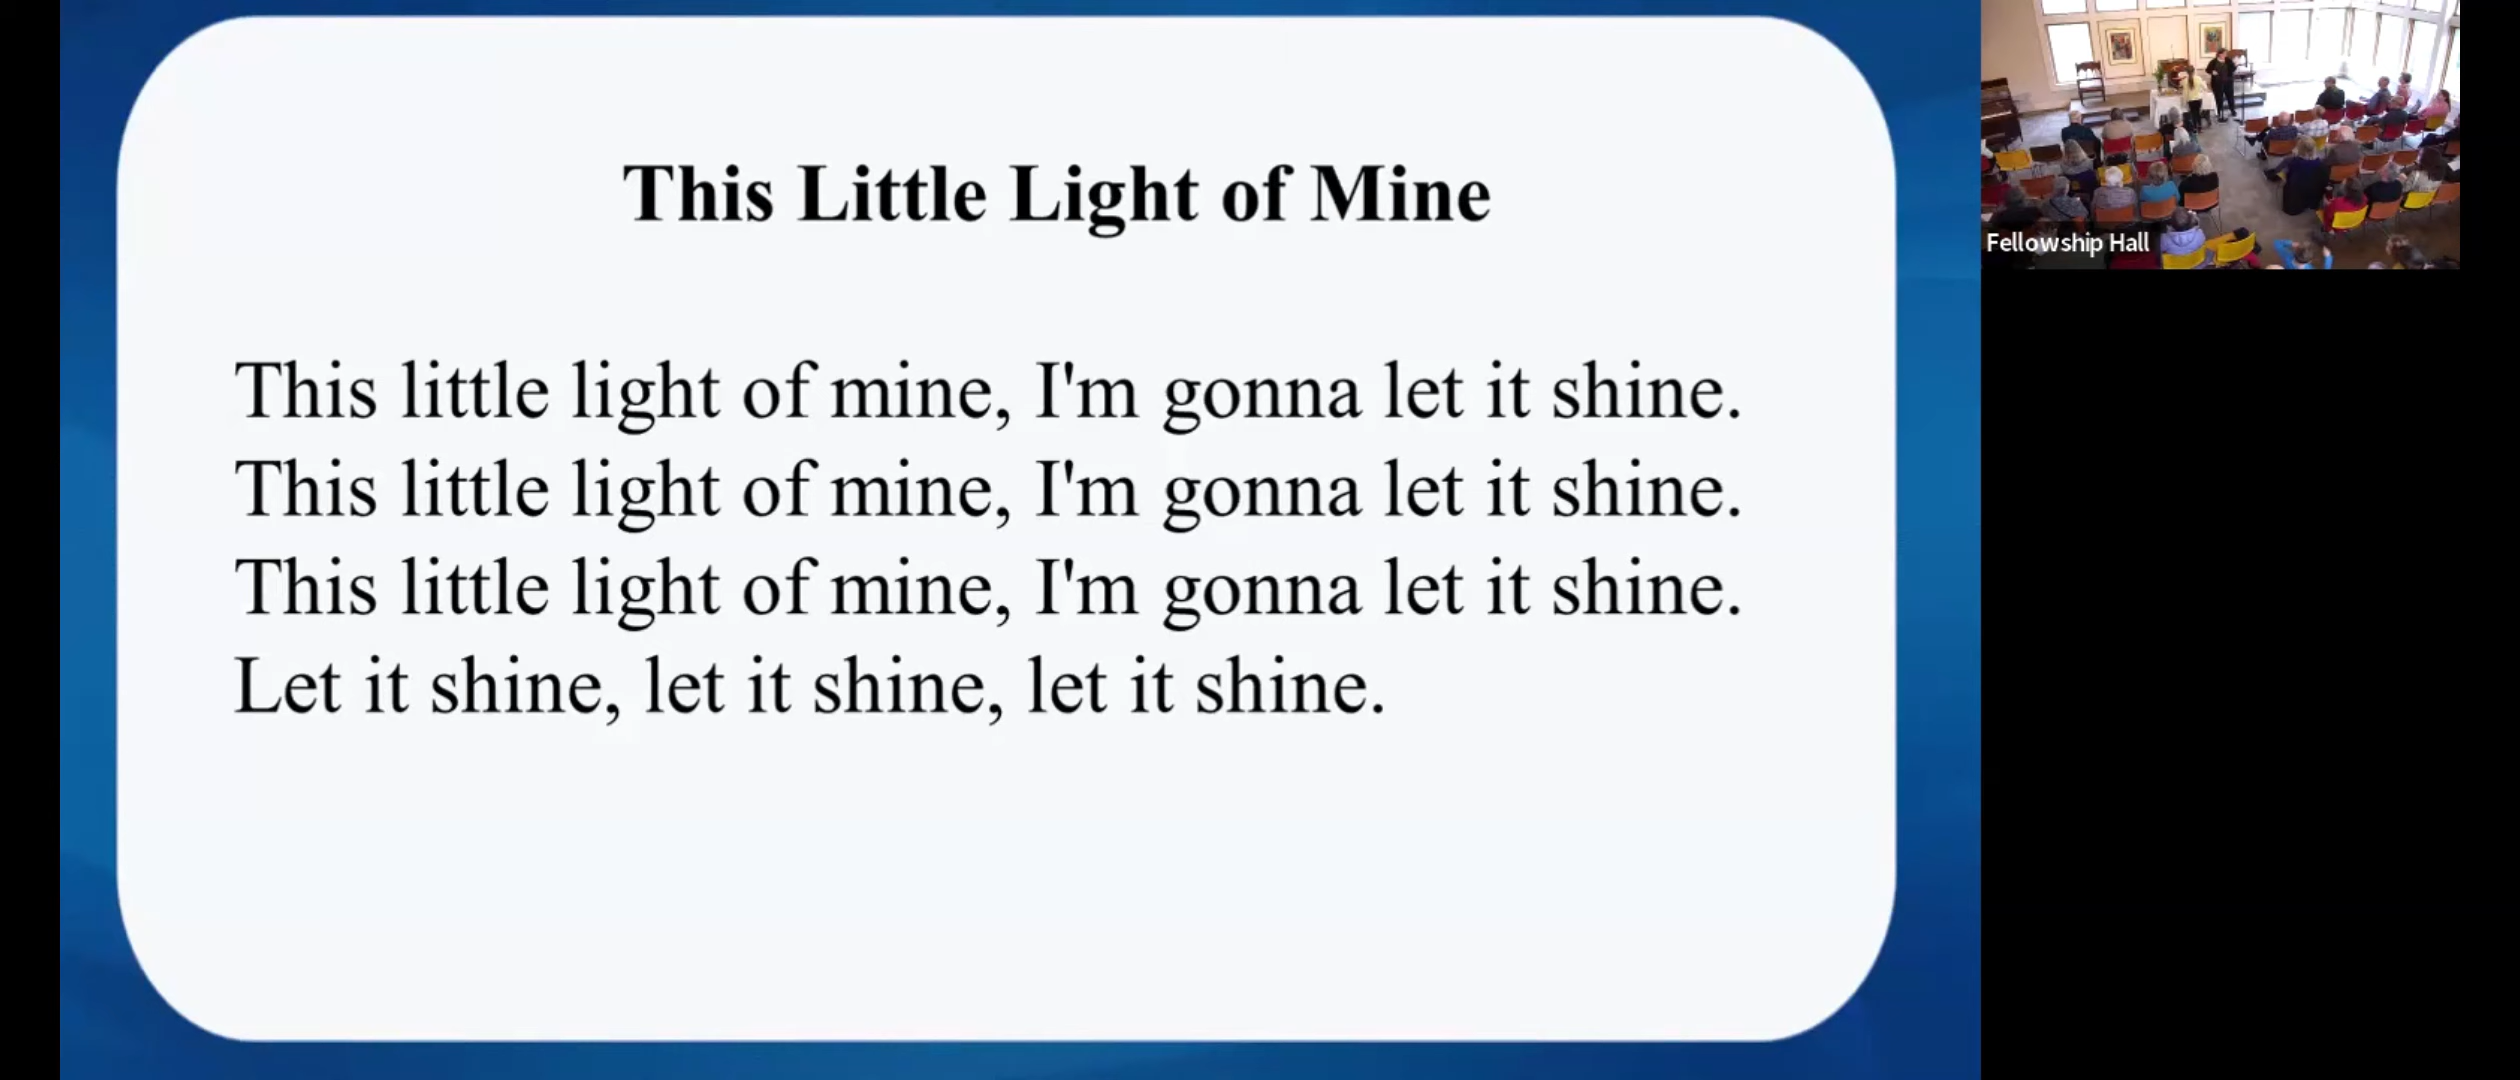 This Little Light of Mine
This little light of mine, I'm gonna let it shine.
This little light of mine, I'm gonna let it shine.
This little light of mine, I'm gonna let it shine.
Let it shine, let it shine, let it shine.
Fellowship Hall